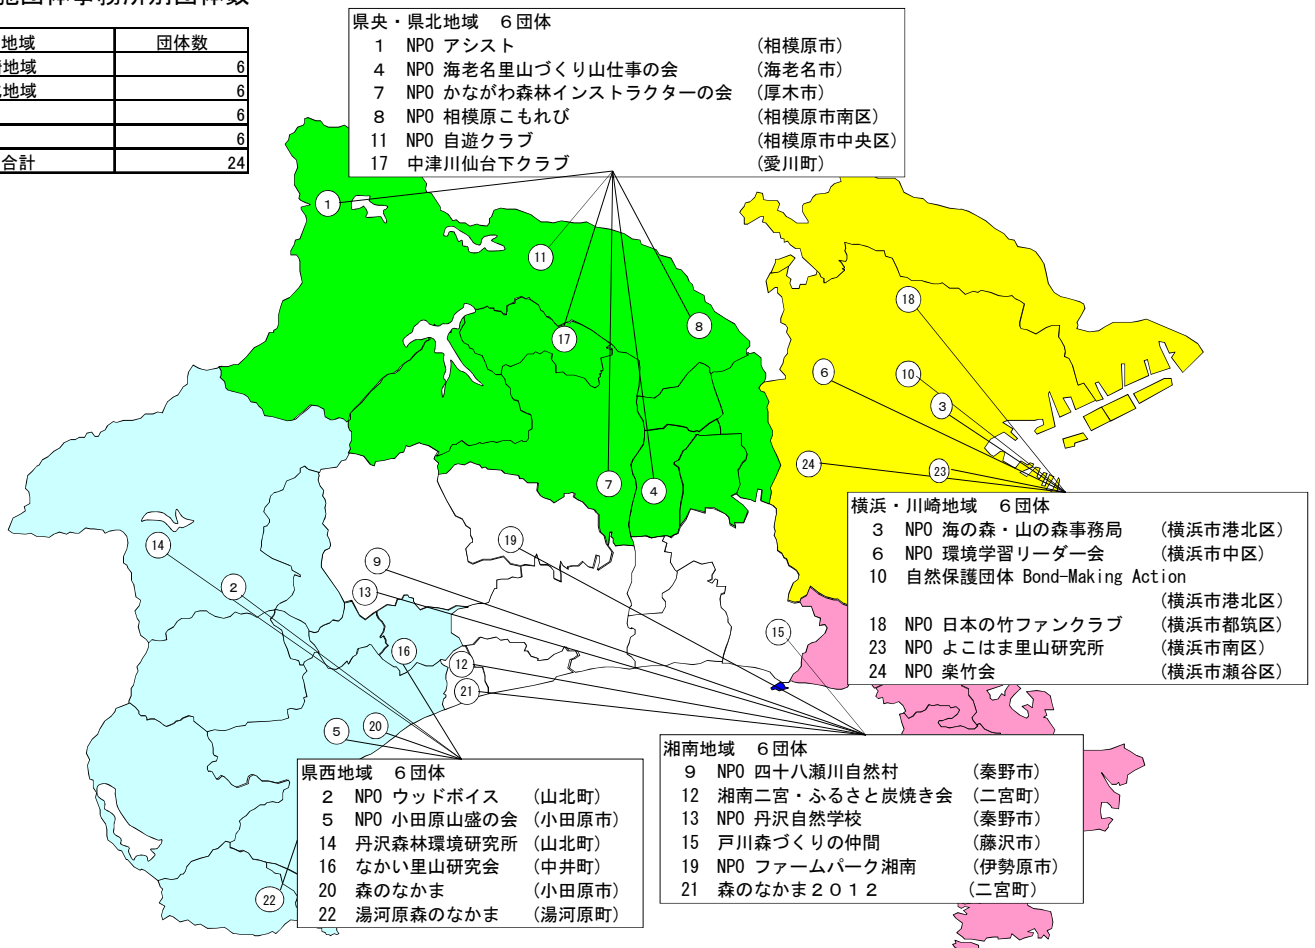 施団体事務所別団体数
地域 団体数
地域 6
地域 6
6
6
合計 24
県央・県北地域 ６団体
1 NPO アシスト (相模原市)
4 NPO 海老名里山づくり山仕事の会 (海老名市)
7 NPO かながわ森林インストラクターの会 (厚木市)
8 NPO 相模原こもれび (相模原市南区)
11 NPO 自遊クラブ (相模原市中央区)
17 中津川仙台下クラブ (愛川町)
1
11
8
17
18
6
10
3
24
23
7
4
19
9
13
14
2
15
16
12
21
5
20
22
横浜・川崎地域 ６団体
3 NPO 海の森・山の森事務局 (横浜市港北区)
6 NPO 環境学習リーダー会 (横浜市中区)
10 自然保護団体 Bond-Making Action
(横浜市港北区)
18 NPO 日本の竹ファンクラブ (横浜市都筑区)
23 NPO よこはま里山研究所 (横浜市南区)
24 NPO 楽竹会 (横浜市瀬谷区)
湘南地域 ６団体
9 NPO 四十八瀬川自然村 (秦野市)
12 湘南二宮・ふるさと炭焼き会 (二宮町)
13 NPO 丹沢自然学校 (秦野市)
15 戸川森づくりの仲間 (藤沢市)
19 NPO ファームパーク湘南 (伊勢原市)
21 森のなかま２０１２ (二宮町)
県西地域 ６団体
2 NPO ウッドボイス (山北町)
5 NPO 小田原山盛の会 (小田原市)
14 丹沢森林環境研究所 (山北町)
16 なかい里山研究会 (中井町)
20 森のなかま (小田原市)
22 湯河原森のなかま (湯河原町)